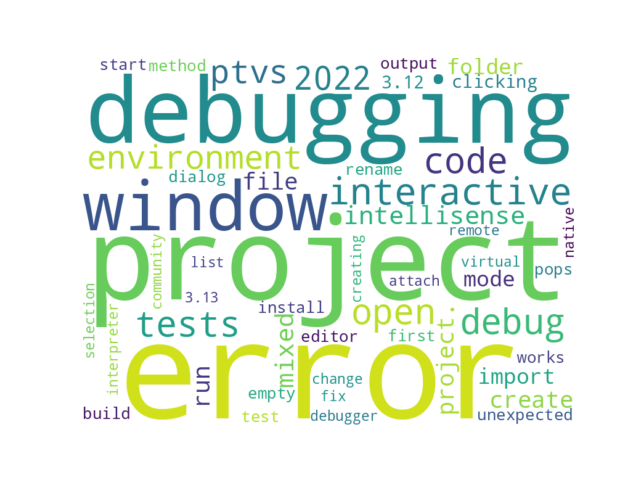 start method ptvs 2022 output 3.12 folder clicking
debugging
environment dialog file rename code
window interactive
intellisense
project
remote native
selection community list 3.13 creating attach virtual mode pops
interpreter tests install open project. debug
error
mixed editor first works
run change import
empty fix create
build test debugger unexpected